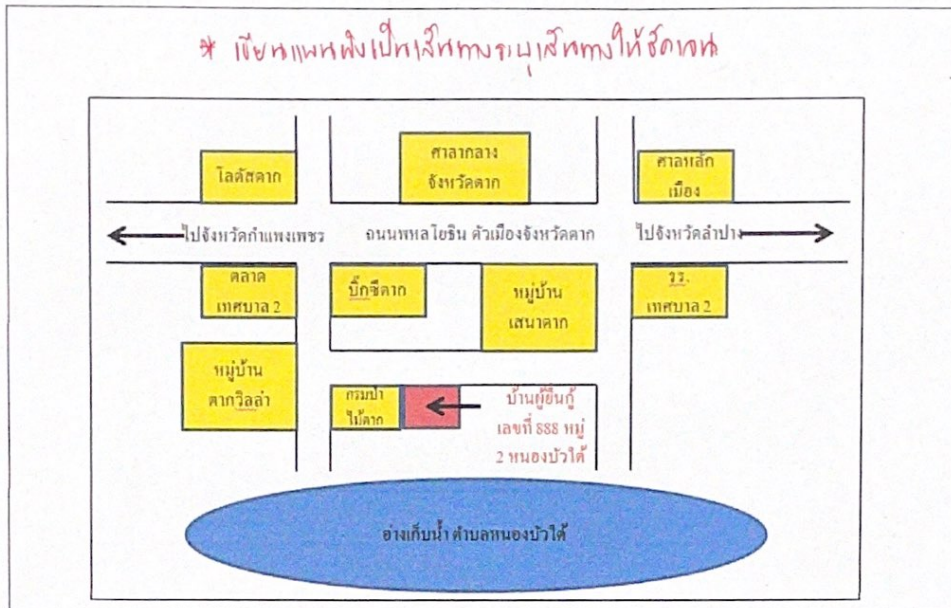 * เขียนแผนผังเป็นเส้นทางระบุเส้นทางให้ชัดเจน
โลตัสตาก
ศาลากลาง
จังหวัดตาก
ศาลหลัก
เมือง
ไปจังหวัดกำแพงเพชร
ถนนพหลโยธิน ตัวเมืองจังหวัดตาก
ไปจังหวัดลำปาง
ตลาด
เทศบาล 2
บิ๊กซีตาก
หมู่บ้าน
เสนาตาก
รร.
เทศบาล 2
หมู่บ้าน
ตากวิลล่า
กรมป่า
ไม้ตาก
บ้านผู้ยื่นกู้
เลขที่ 888 หมู่
2 หนองบัวใต้
อ่างเก็บน้ำ ตำบลหนองบัวใต้